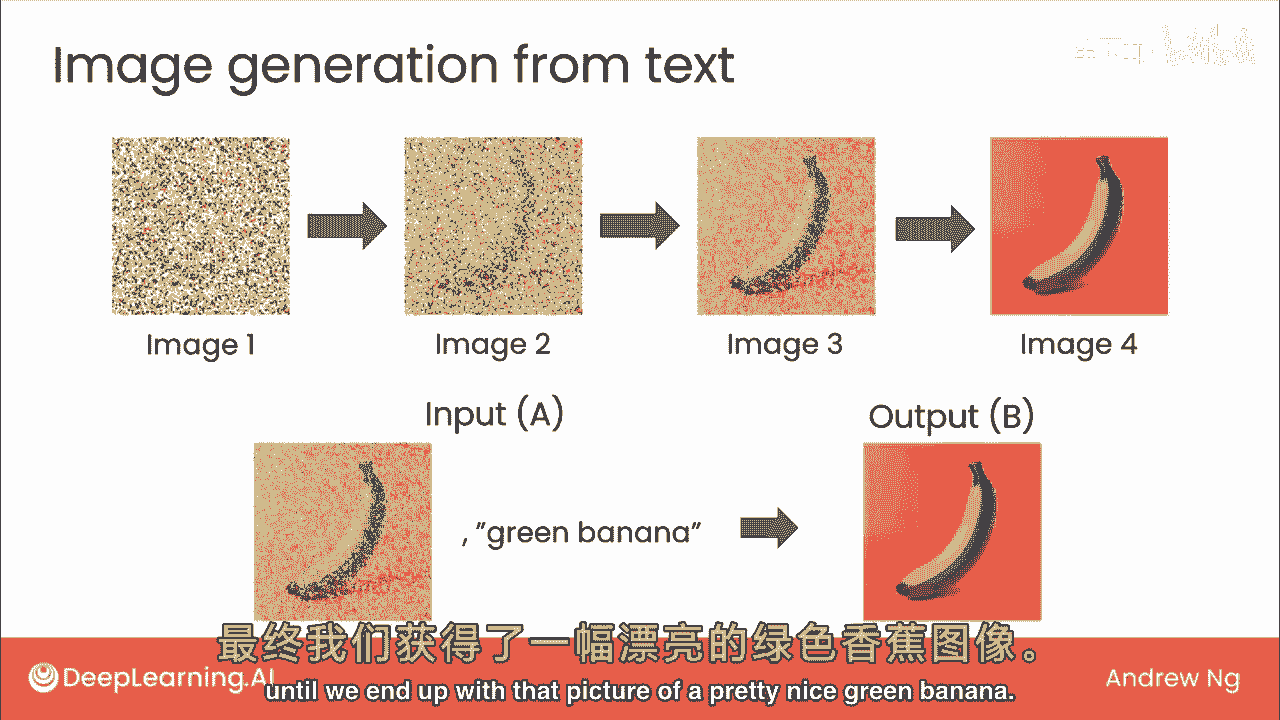 Image generation from text
Image 1
Image 2
Image 3
Image 4
Input (A)
Output (B)
, ”green banana”
最终我们获得了一幅漂亮的绿色香蕉图像。
DeepLearning.AI
until we end up with that picture of a pretty nice green banana.
Andrew Ng